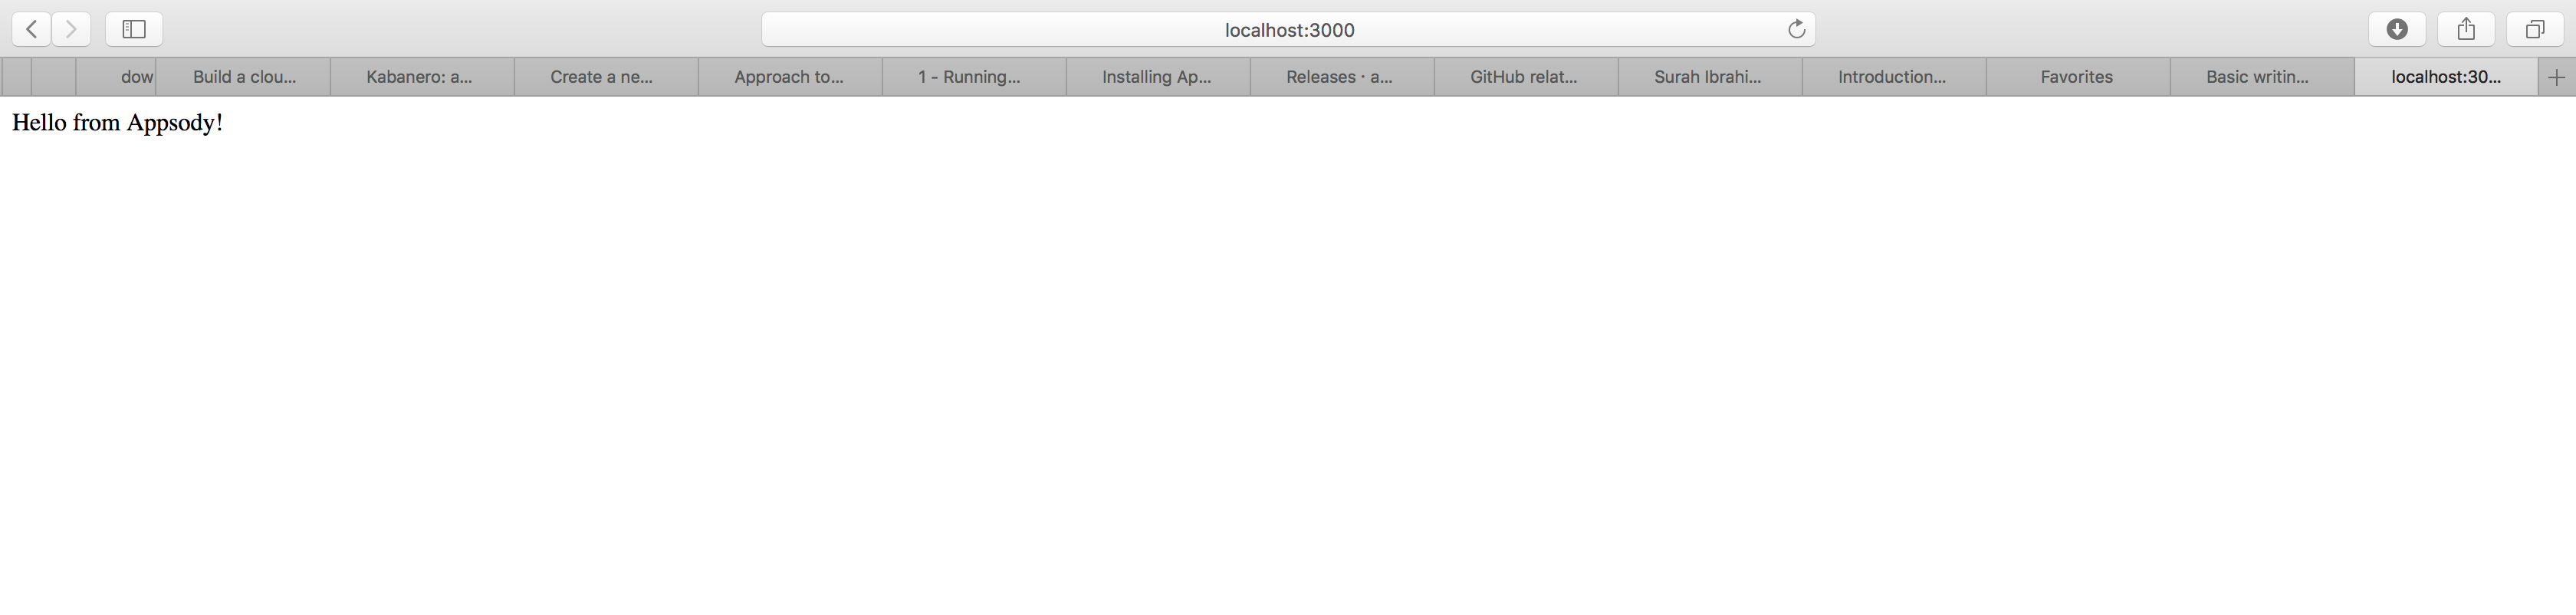 localhost:3000
dow Build a clou... Kabanero: a... Create a ne... Approach to... 1 - Running... Installing Ap... Releases · a... GitHub relat... Surah Ibrahi... Introduction... Favorites Basic writin... localhost:30...
Hello from Appsody!